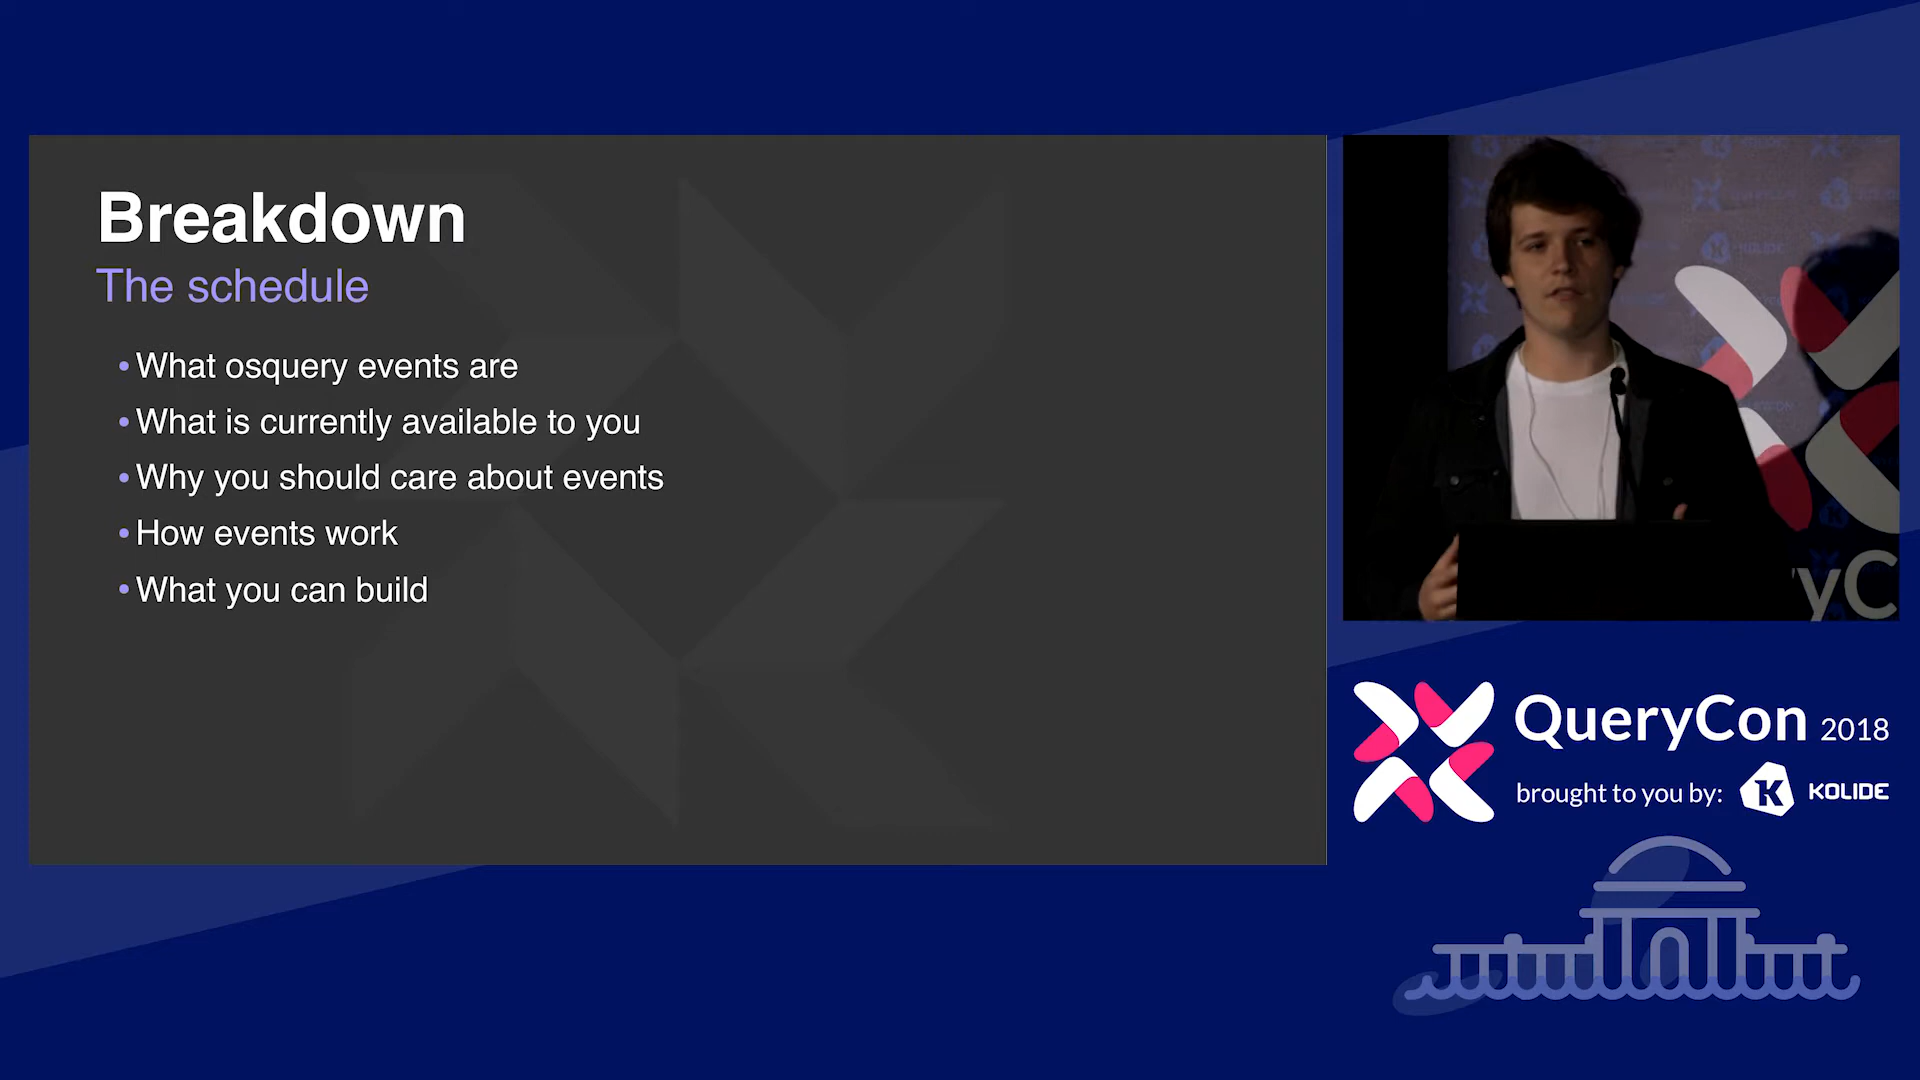 Breakdown
The schedule
•What osquery events are
•What is currently available to you
•Why you should care about events
•How events work
•What you can build
yC
QueryCon 2018
brought to you by: K KOLIDE